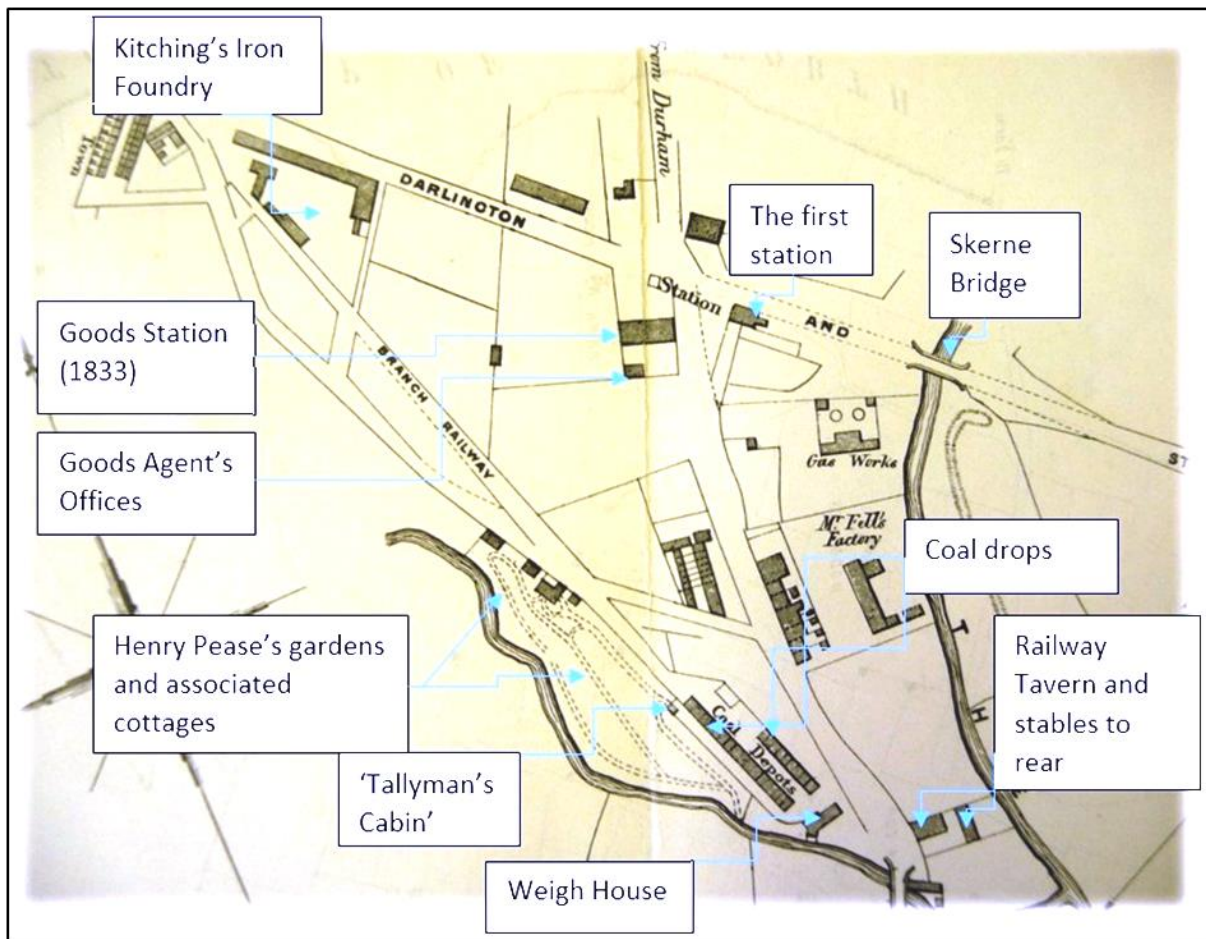 Kitching's Iron
Foundry
From Durham
Town
DARLINGTON
The first
station
Skerne
Bridge
Station
AND
Goods Station
(1833)
BRANCH RAILWAY
Goods Agent's
Offices
Gas Works
ST
Mr. Fell's
Factory
Coal drops
Henry Pease's gardens
and associated
cottages
T
H
Railway
Tavern and
stables to
rear
Coal Depots
'Tallyman's
Cabin'
Weigh House